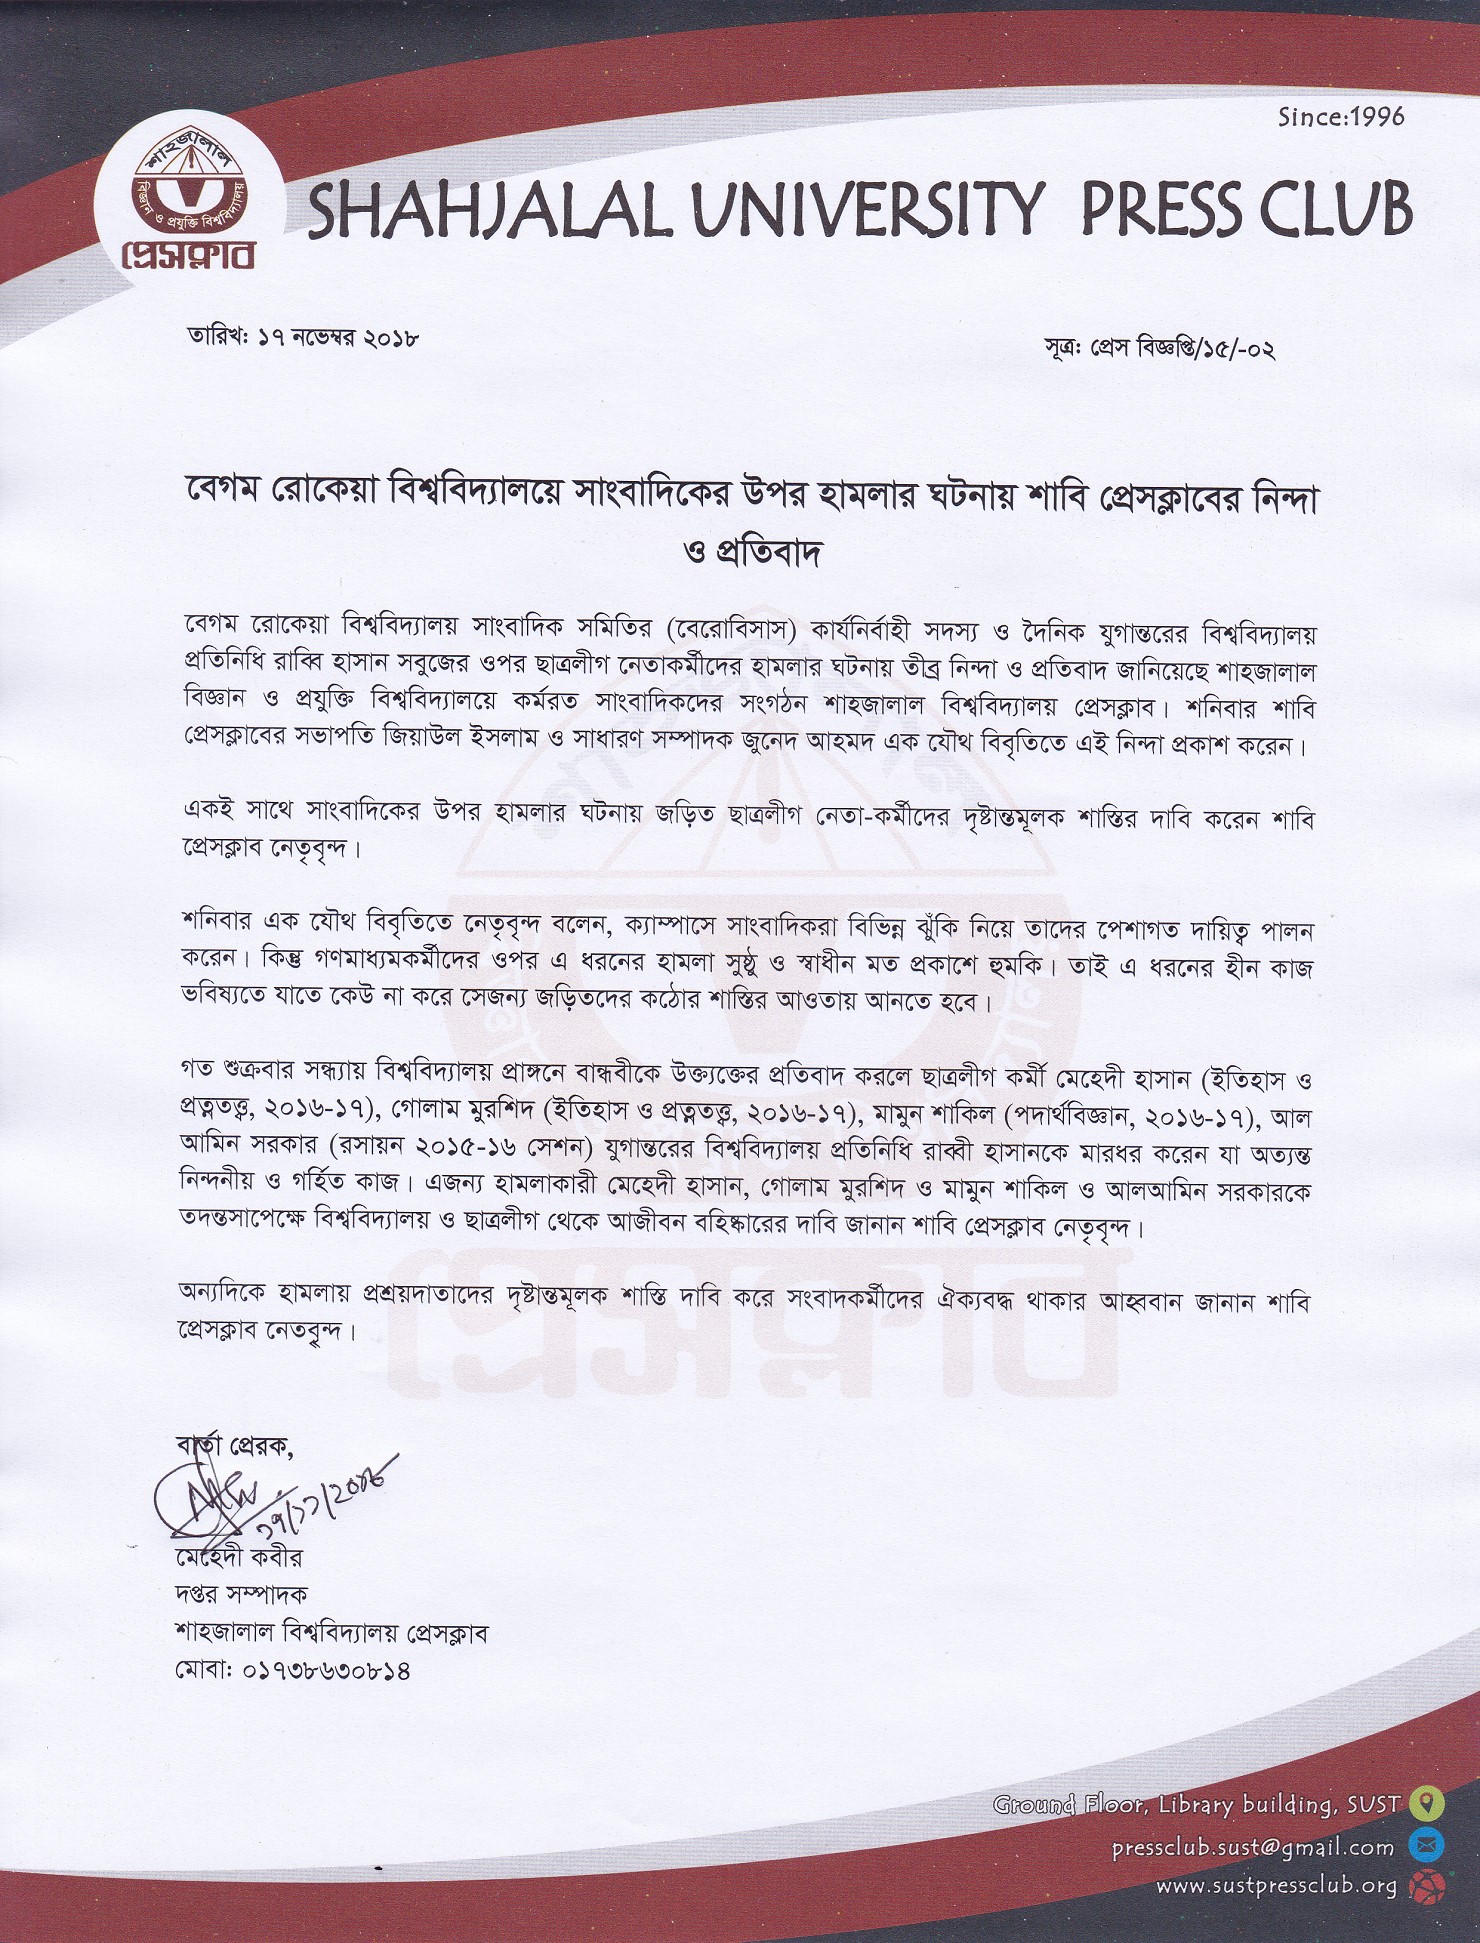 Since:1996
শাহজালাল
বিজ্ঞান ও প্রযুক্তি বিশ্ববিদ্যালয়
প্রেসক্লাব
SHAHJALAL UNIVERSITY PRESS CLUB
তারিখ: ১৭ নভেম্বর ২০১৮
সূত্র: প্রেস বিজ্ঞপ্তি/১৫/-০২
বেগম রোকেয়া বিশ্ববিদ্যালয়ে সাংবাদিকের উপর হামলার ঘটনায় শাবি প্রেসক্লাবের নিন্দা
ও প্রতিবাদ
বেগম রোকেয়া বিশ্ববিদ্যালয় সাংবাদিক সমিতির (বেরোবিসাস) কার্যনির্বাহী সদস্য ও দৈনিক যুগান্তরের বিশ্ববিদ্যালয়
প্রতিনিধি রাব্বি হাসান সবুজের ওপর ছাত্রলীগ নেতাকর্মীদের হামলার ঘটনায় তীব্র নিন্দা ও প্রতিবাদ জানিয়েছে শাহজালাল
বিজ্ঞান ও প্রযুক্তি বিশ্ববিদ্যালয়ে কর্মরত সাংবাদিকদের সংগঠন শাহজালাল বিশ্ববিদ্যালয় প্রেসক্লাব। শনিবার শাবি
প্রেসক্লাবের সভাপতি জিয়াউল ইসলাম ও সাধারণ সম্পাদক জুনেদ আহমদ এক যৌথ বিবৃতিতে এই নিন্দা প্রকাশ করেন।
একই সাথে সাংবাদিকের উপর হামলার ঘটনায় জড়িত ছাত্রলীগ নেতা-কর্মীদের দৃষ্টান্তমূলক শাস্তির দাবি করেন শাবি
প্রেসক্লাব নেতৃবৃন্দ।
শনিবার এক যৌথ বিবৃতিতে নেতৃবৃন্দ বলেন, ক্যাম্পাসে সাংবাদিকরা বিভিন্ন ঝুঁকি নিয়ে তাদের পেশাগত দায়িত্ব পালন
করেন। কিন্তু গণমাধ্যমকর্মীদের ওপর এ ধরনের হামলা সুষ্ঠু ও স্বাধীন মত প্রকাশে হুমকি। তাই এ ধরনের হীন কাজ
ভবিষ্যতে যাতে কেউ না করে সেজন্য জড়িতদের কঠোর শাস্তির আওতায় আনতে হবে।
গত শুক্রবার সন্ধ্যায় বিশ্ববিদ্যালয় প্রাঙ্গনে বান্ধবীকে উক্ত্যক্তের প্রতিবাদ করলে ছাত্রলীগ কর্মী মেহেদী হাসান (ইতিহাস ও
প্রত্নতত্ত্ব, ২০১৬-১৭), গোলাম মুরশিদ (ইতিহাস ও প্রত্নতত্ত্ব, ২০১৬-১৭), মামুন শাকিল (পদার্থবিজ্ঞান, ২০১৬-১৭), আল
আমিন সরকার (রসায়ন ২০১৫-১৬ সেশন) যুগান্তরের বিশ্ববিদ্যালয় প্রতিনিধি রাব্বী হাসানকে মারধর করেন যা অত্যন্ত
নিন্দনীয় ও গর্হিত কাজ। এজন্য হামলাকারী মেহেদী হাসান, গোলাম মুরশিদ ও মামুন শাকিল ও আলআমিন সরকারকে
তদন্তসাপেক্ষে বিশ্ববিদ্যালয় ও ছাত্রলীগ থেকে আজীবন বহিষ্কারের দাবি জানান শাবি প্রেসক্লাব নেতৃবৃন্দ।
অন্যদিকে হামলায় প্রশ্রয়দাতাদের দৃষ্টান্তমূলক শাস্তি দাবি করে সংবাদকর্মীদের ঐক্যবদ্ধ থাকার আহ্ববান জানান শাবি
প্রেসক্লাব নেতবৃৃন্দ।
বার্তা প্রেরক,
১৭/১১/২০১৮
মেহেদী কবীর
দপ্তর সম্পাদক
শাহজালাল বিশ্ববিদ্যালয় প্রেসক্লাব
মোবা: ০১৭৩৮৬৩০৮১৪
Ground Floor, Library building, SUST
pressclub.sust@gmail.com
www.sustpressclub.org